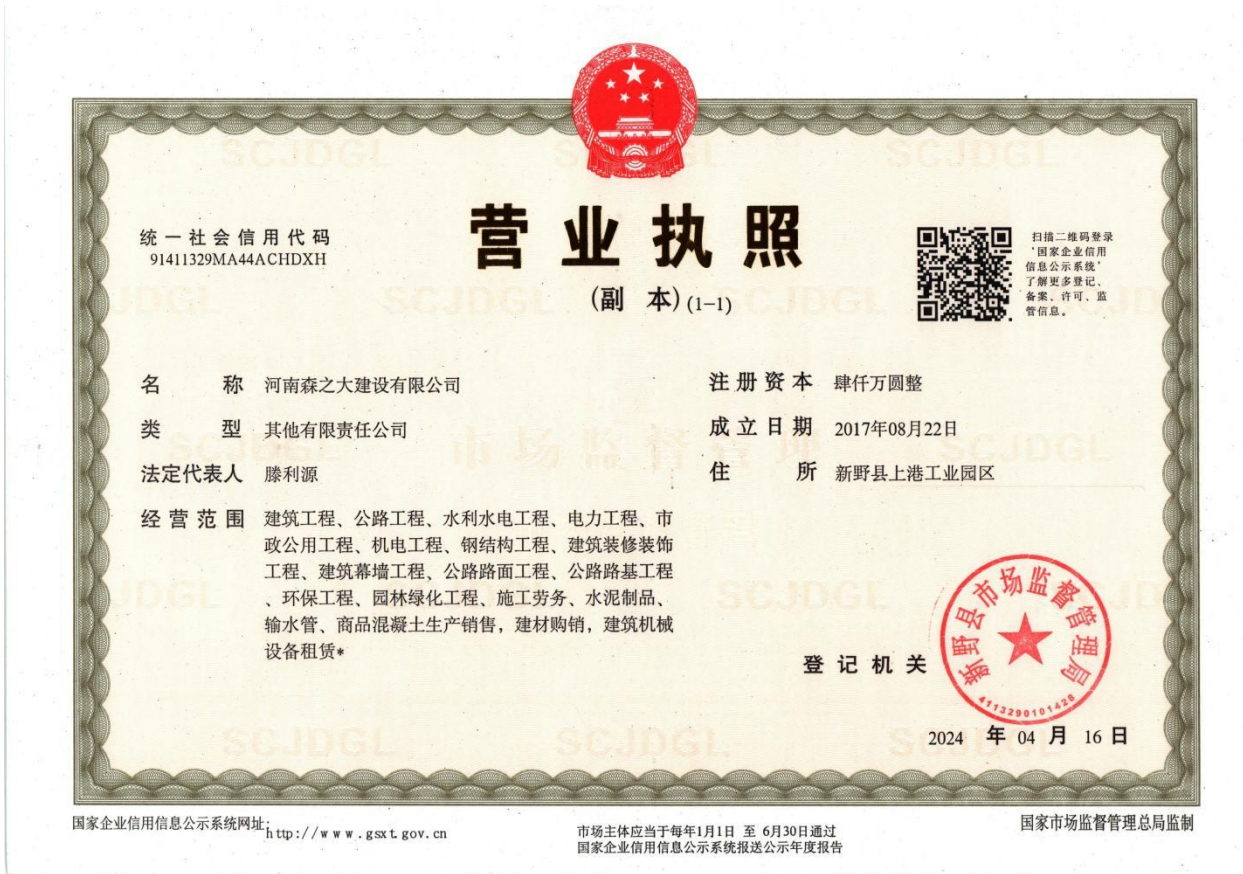 营业执照
(副 本) (1-1)
统一社会信用代码
91411329MA44ACHDXH
扫描二维码登录
'国家企业信用
信息公示系统'
了解更多登记、
备案、许可、监
管信息。
名 称 河南森之大建设有限公司
类 型 其他有限责任公司
法定代表人 滕利源
经营范围 建筑工程、公路工程、水利水电工程、电力工程、市
政公用工程、机电工程、钢结构工程、建筑装修装饰
工程、建筑幕墙工程、公路路面工程、公路路基工程
、环保工程、园林绿化工程、施工劳务、水泥制品、
输水管、商品混凝土生产销售，建材购销，建筑机械
设备租赁*
注册资本 肆仟万圆整
成立日期 2017年08月22日
住 所 新野县上港工业园区
登记机关
新野县市场监督管理局
4113290101428
2024 年 04 月 16 日
国家企业信用信息公示系统网址:
http://www.gsxt.gov.cn
市场主体应当于每年1月1日 至 6月30日通过
国家企业信用信息公示系统报送公示年度报告
国家市场监督管理总局监制